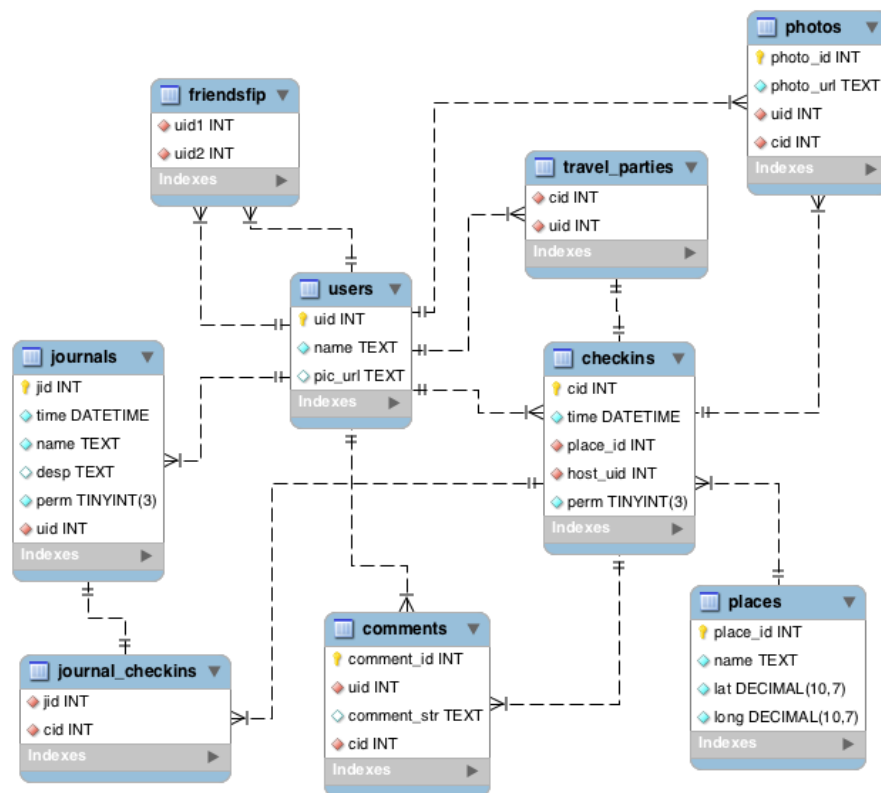 photos
photo_id INT
photo_url TEXT
uid INT
cid INT
Indexes
friendsfip
uid1 INT
uid2 INT
Indexes
travel_parties
cid INT
uid INT
Indexes
users
uid INT
name TEXT
pic_url TEXT
Indexes
journals
jid INT
time DATETIME
name TEXT
desp TEXT
perm TINYINT(3)
uid INT
Indexes
checkins
cid INT
time DATETIME
place_id INT
host_uid INT
perm TINYINT(3)
Indexes
places
place_id INT
name TEXT
lat DECIMAL(10,7)
long DECIMAL(10,7)
Indexes
comments
comment_id INT
uid INT
comment_str TEXT
cid INT
Indexes
journal_checkins
jid INT
cid INT
Indexes